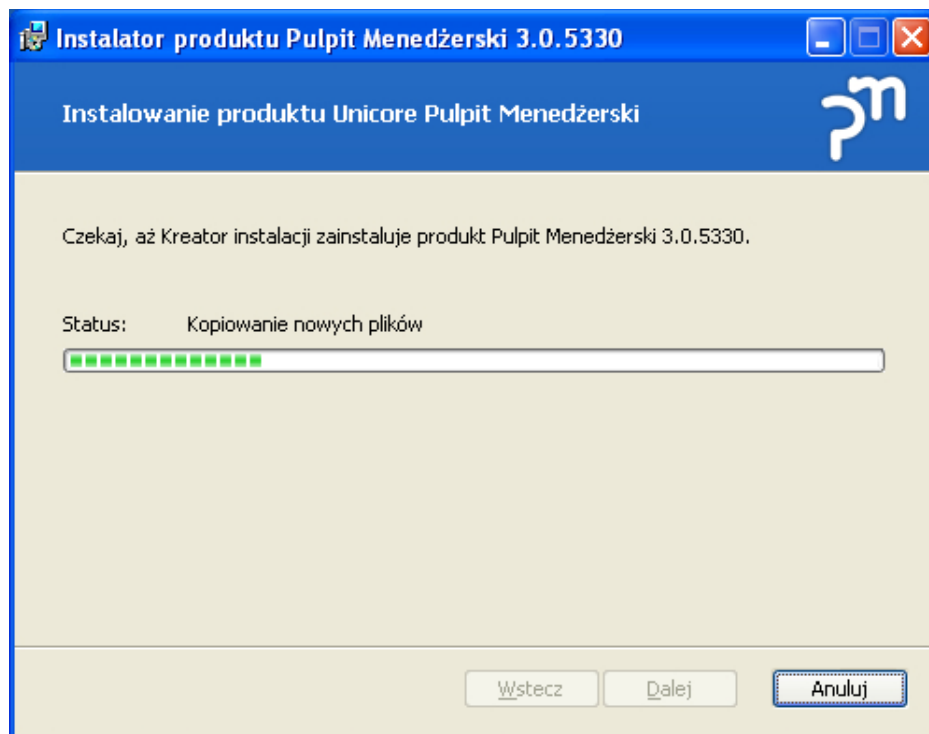 Instalator produktu Pulpit Menedżerski 3.0.5330
Instalowanie produktu Unicore Pulpit Menedżerski
pm
Czekaj, aż Kreator instalacji zainstaluje produkt Pulpit Menedżerski 3.0.5330.
Status: Kopiowanie nowych plików
Wstecz Dalej Anuluj